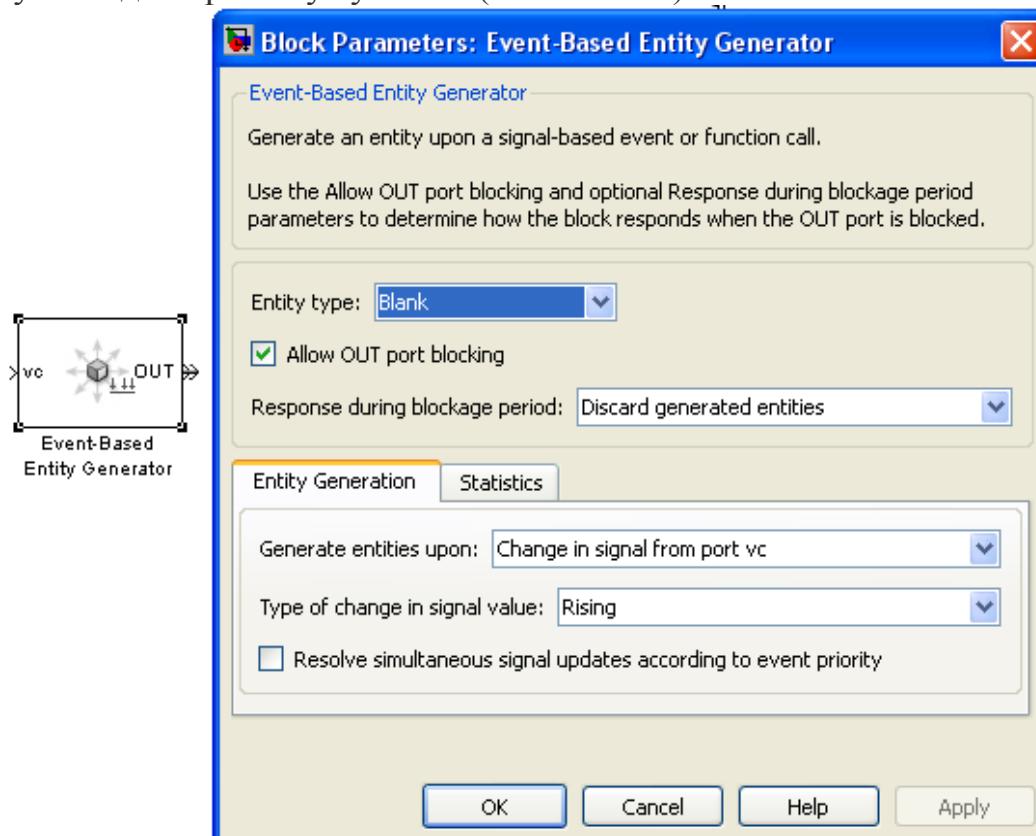 Block Parameters: Event-Based Entity Generator
Event-Based Entity Generator
Generate an entity upon a signal-based event or function call.
Use the Allow OUT port blocking and optional Response during blockage period
parameters to determine how the block responds when the OUT port is blocked.
Entity type: Blank
Allow OUT port blocking
Response during blockage period: Discard generated entities
vc OUT
Event-Based
Entity Generator
Entity Generation Statistics
Generate entities upon: Change in signal from port vc
Type of change in signal value: Rising
Resolve simultaneous signal updates according to event priority
OK Cancel Help Apply